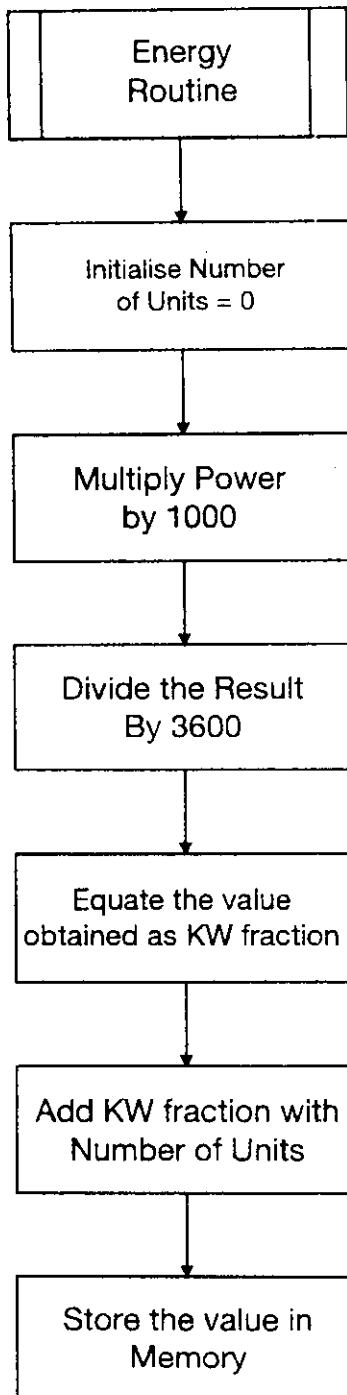 Energy
Routine
Initialise Number
of Units = 0
Multiply Power
by 1000
Divide the Result
By 3600
Equate the value
obtained as KW fraction
Add KW fraction with
Number of Units
Store the value in
Memory